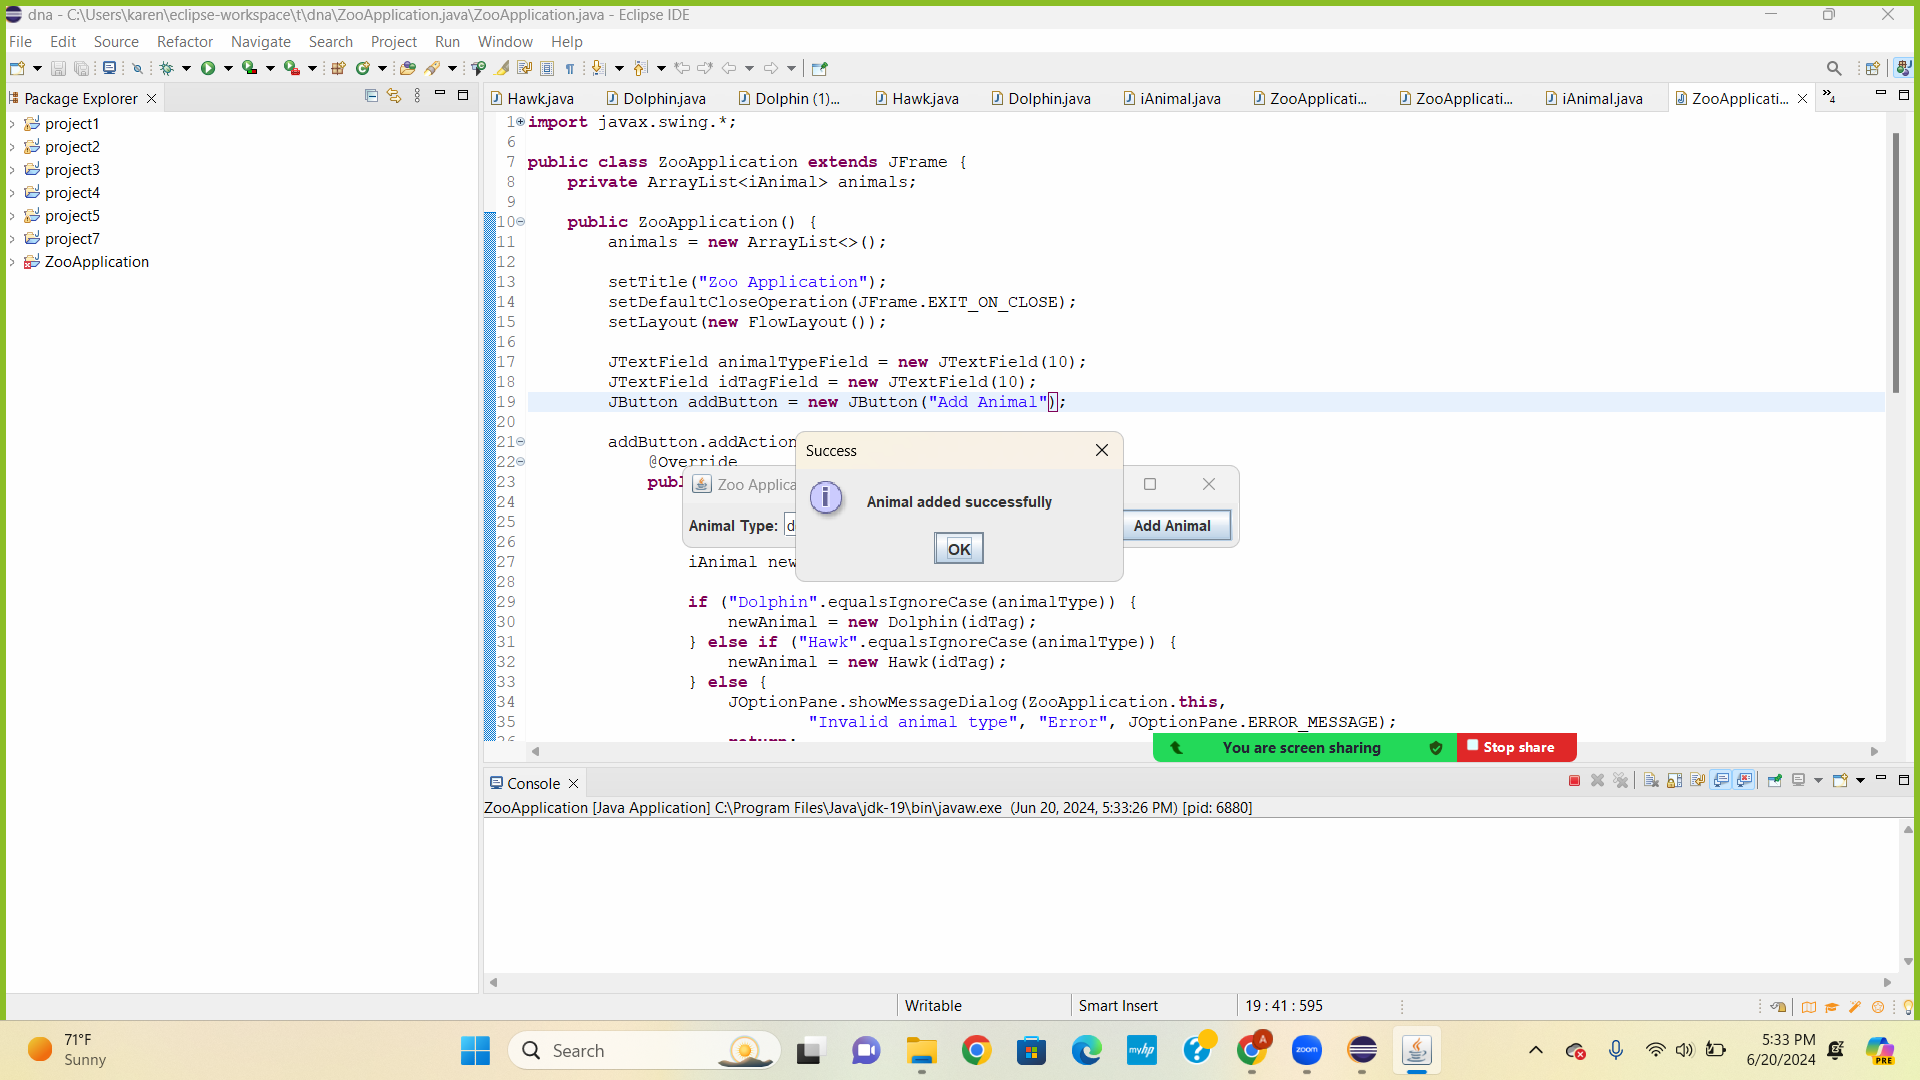 dna - C:\Users\karen\eclipse-workspace\t\dna\ZooApplication.java\ZooApplication.java - Eclipse IDE
File Edit Source Refactor Navigate Search Project Run Window Help
Package Explorer
project1
project2
project3
project4
project5
project7
ZooApplication
Hawk.java Dolphin.java Dolphin (1)... Hawk.java Dolphin.java iAnimal.java ZooApplicati... ZooApplicati... iAnimal.java ZooApplicati... »4
1 import javax.swing.*;
6
7 public class ZooApplication extends JFrame {
8 private ArrayList<iAnimal> animals;
9
10 public ZooApplication() {
11 animals = new ArrayList<>();
12
13 setTitle("Zoo Application");
14 setDefaultCloseOperation(JFrame.EXIT_ON_CLOSE);
15 setLayout(new FlowLayout());
16
17 JTextField animalTypeField = new JTextField(10);
18 JTextField idTagField = new JTextField(10);
19 JButton addButton = new JButton("Add Animal");
20
21 addButton.addAction
22 @Override
23 publ
24
25
26
27 iAnimal new
28
29 if ("Dolphin".equalsIgnoreCase(animalType)) {
30 newAnimal = new Dolphin(idTag);
31 } else if ("Hawk".equalsIgnoreCase(animalType)) {
32 newAnimal = new Hawk(idTag);
33 } else {
34 JOptionPane.showMessageDialog(ZooApplication.this,
35 "Invalid animal type", "Error", JOptionPane.ERROR_MESSAGE);
36 return;
Success
Animal added successfully
OK
Zoo Applica
Animal Type: d
Add Animal
You are screen sharing Stop share
Console
ZooApplication [Java Application] C:\Program Files\Java\jdk-19\bin\javaw.exe (Jun 20, 2024, 5:33:26 PM) [pid: 6880]
Writable Smart Insert 19 : 41 : 595
71°F
Sunny
Search
myhp
A
zoom
5:33 PM
6/20/2024
PRE